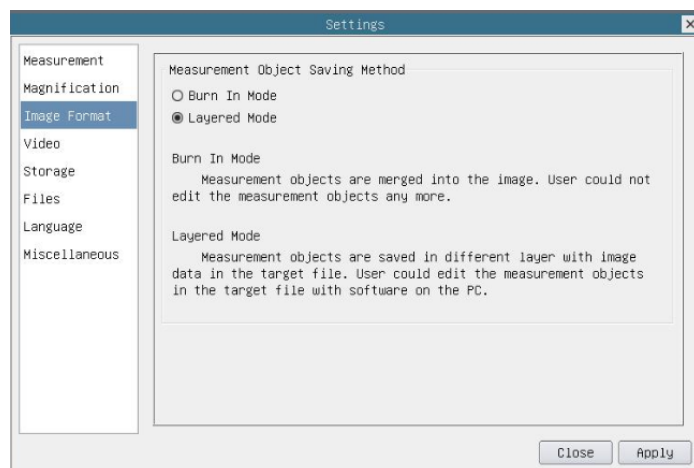 Settings
Measurement
Magnification
Image Format
Video
Storage
Files
Language
Miscellaneous
Measurement Object Saving Method
Burn In Mode
Layered Mode
Burn In Mode
Measurement objects are merged into the image. User could not
edit the measurement objects any more.
Layered Mode
Measurement objects are saved in different layer with image
data in the target file. User could edit the measurement objects
in the target file with software on the PC.
Close
Apply